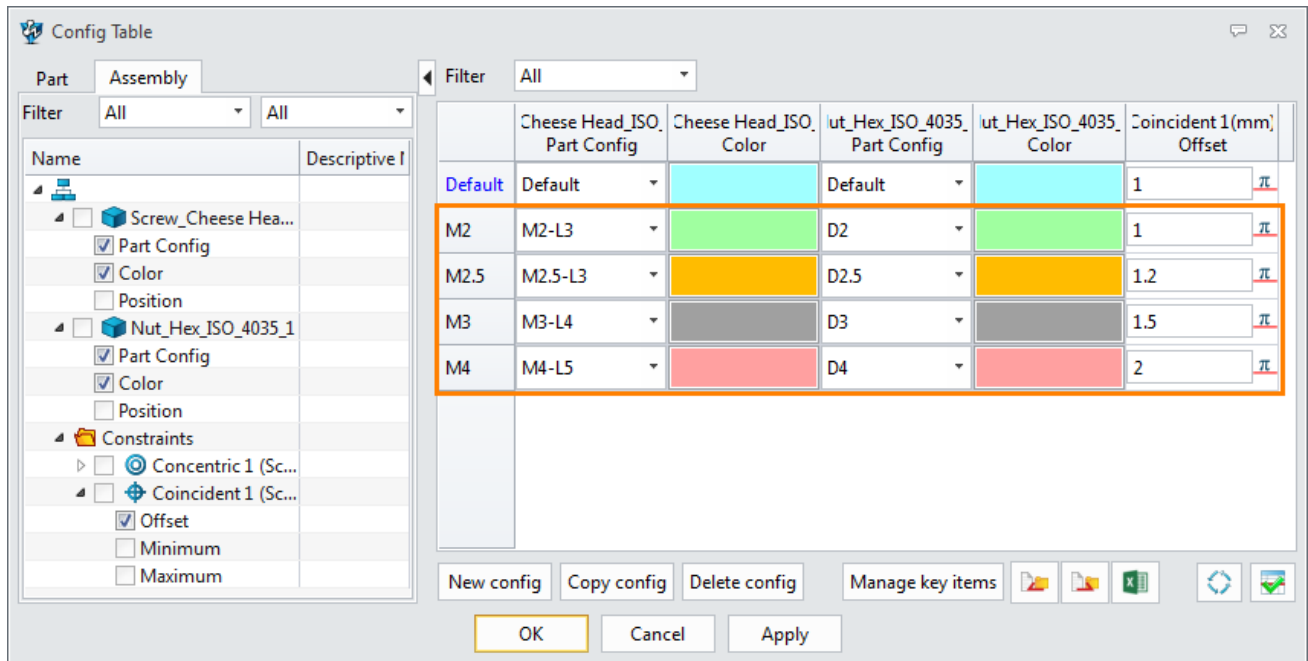 Config Table
Part Assembly
Filter All All
Name Descriptive
Screw_Cheese Hea...
Part Config
Color
Position
Nut_Hex_ISO_4035_1
Part Config
Color
Position
Constraints
Concentric 1 (Sc...
Coincident 1 (Sc...
Offset
Minimum
Maximum
Filter All
Cheese Head_ISO_ Cheese Head_ISO_ ut_Hex_ISO_4035_ ut_Hex_ISO_4035_ Coincident 1(mm)
Part Config Color Part Config Color Offset
Default Default Default 1 π
M2 M2-L3 D2 1 π
M2.5 M2.5-L3 D2.5 1.2 π
M3 M3-L4 D3 1.5 π
M4 M4-L5 D4 2 π
New config Copy config Delete config Manage key items
OK Cancel Apply